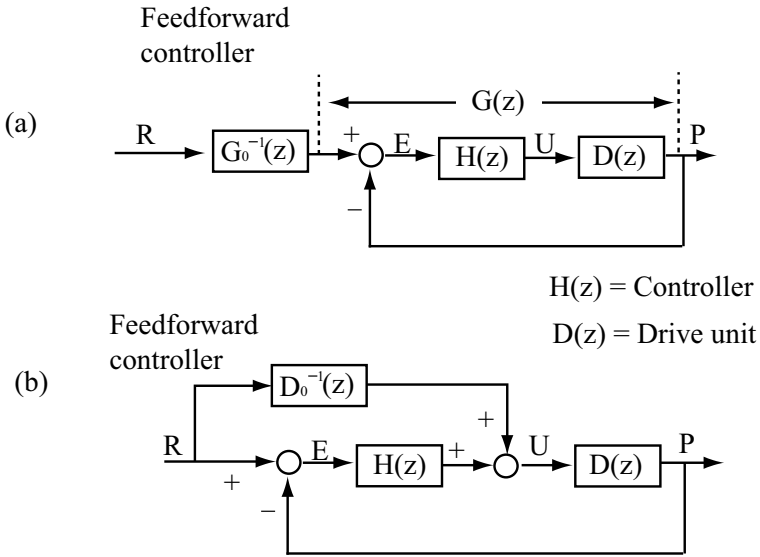 Feedforward
controller
(a)
R
G₀⁻¹(z)
+
−
E
H(z)
U
D(z)
P
G(z)
H(z) = Controller
D(z) = Drive unit
Feedforward
controller
(b)
D₀⁻¹(z)
R
+
−
E
H(z)
+
+
U
D(z)
P